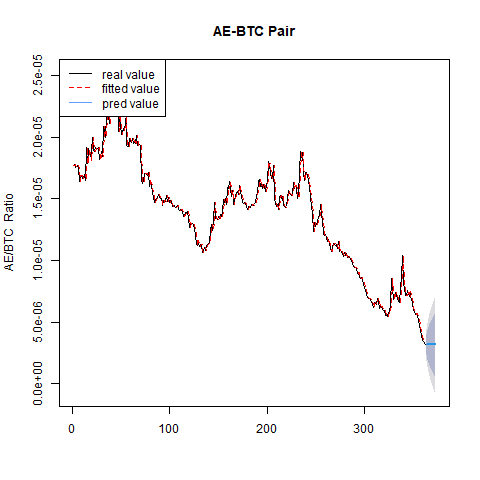 AE-BTC Pair
real value
fitted value
pred value
AE/BTC Ratio
2.5e-05
2.0e-05
1.5e-05
1.0e-05
5.0e-06
0.0e+00
0
100
200
300